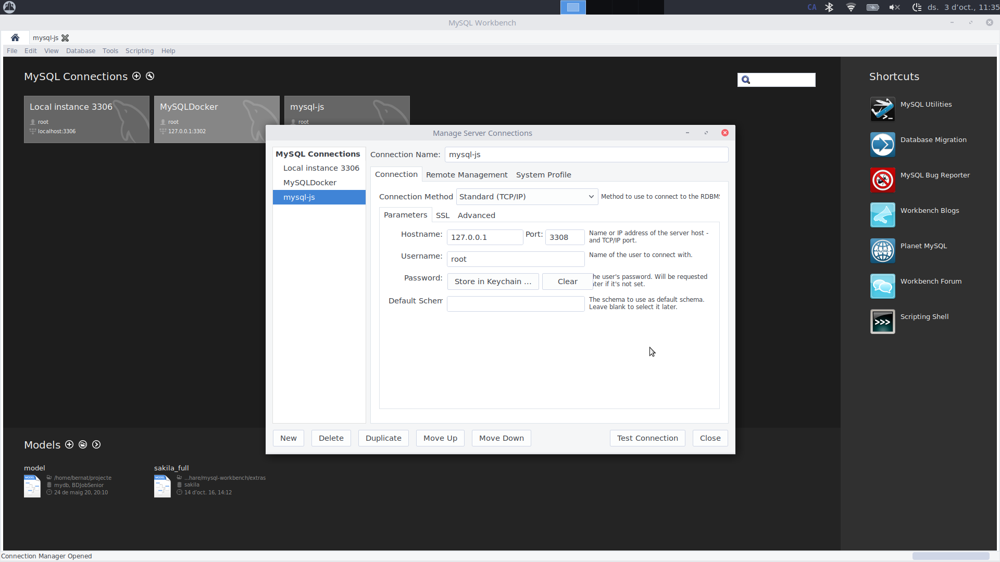 CA
ds. 3 d'oct., 11:35
MySQL Workbench
mysql-js
File Edit View Database Tools Scripting Help
MySQL Connections
Shortcuts
Local instance 3306
root
localhost:3306
MySQLDocker
root
127.0.0.1:3302
mysql-js
root
MySQL Utilities
Database Migration
MySQL Bug Reporter
Workbench Blogs
Planet MySQL
Workbench Forum
Scripting Shell
Manage Server Connections
MySQL Connections
Local instance 3306
MySQLDocker
mysql-js
Connection Name: mysql-js
Connection Remote Management System Profile
Connection Method Standard (TCP/IP) Method to use to connect to the RDBMS
Parameters SSL Advanced
Hostname: 127.0.0.1 Port: 3308 Name or IP address of the server host -
and TCP/IP port.
Username: root Name of the user to connect with.
Password: Store in Keychain ... Clear he user's password. Will be requested
ater if it's not set.
Default Schem The schema to use as default schema.
Leave blank to select it later.
New Delete Duplicate Move Up Move Down Test Connection Close
Models
model
/home/bernat/projecte
mydb, BDJobSenior
24 de maig 20, 20:10
sakila_full
...hare/mysql-workbench/extras
sakila
14 d'oct. 16, 14:12
Connection Manager Opened